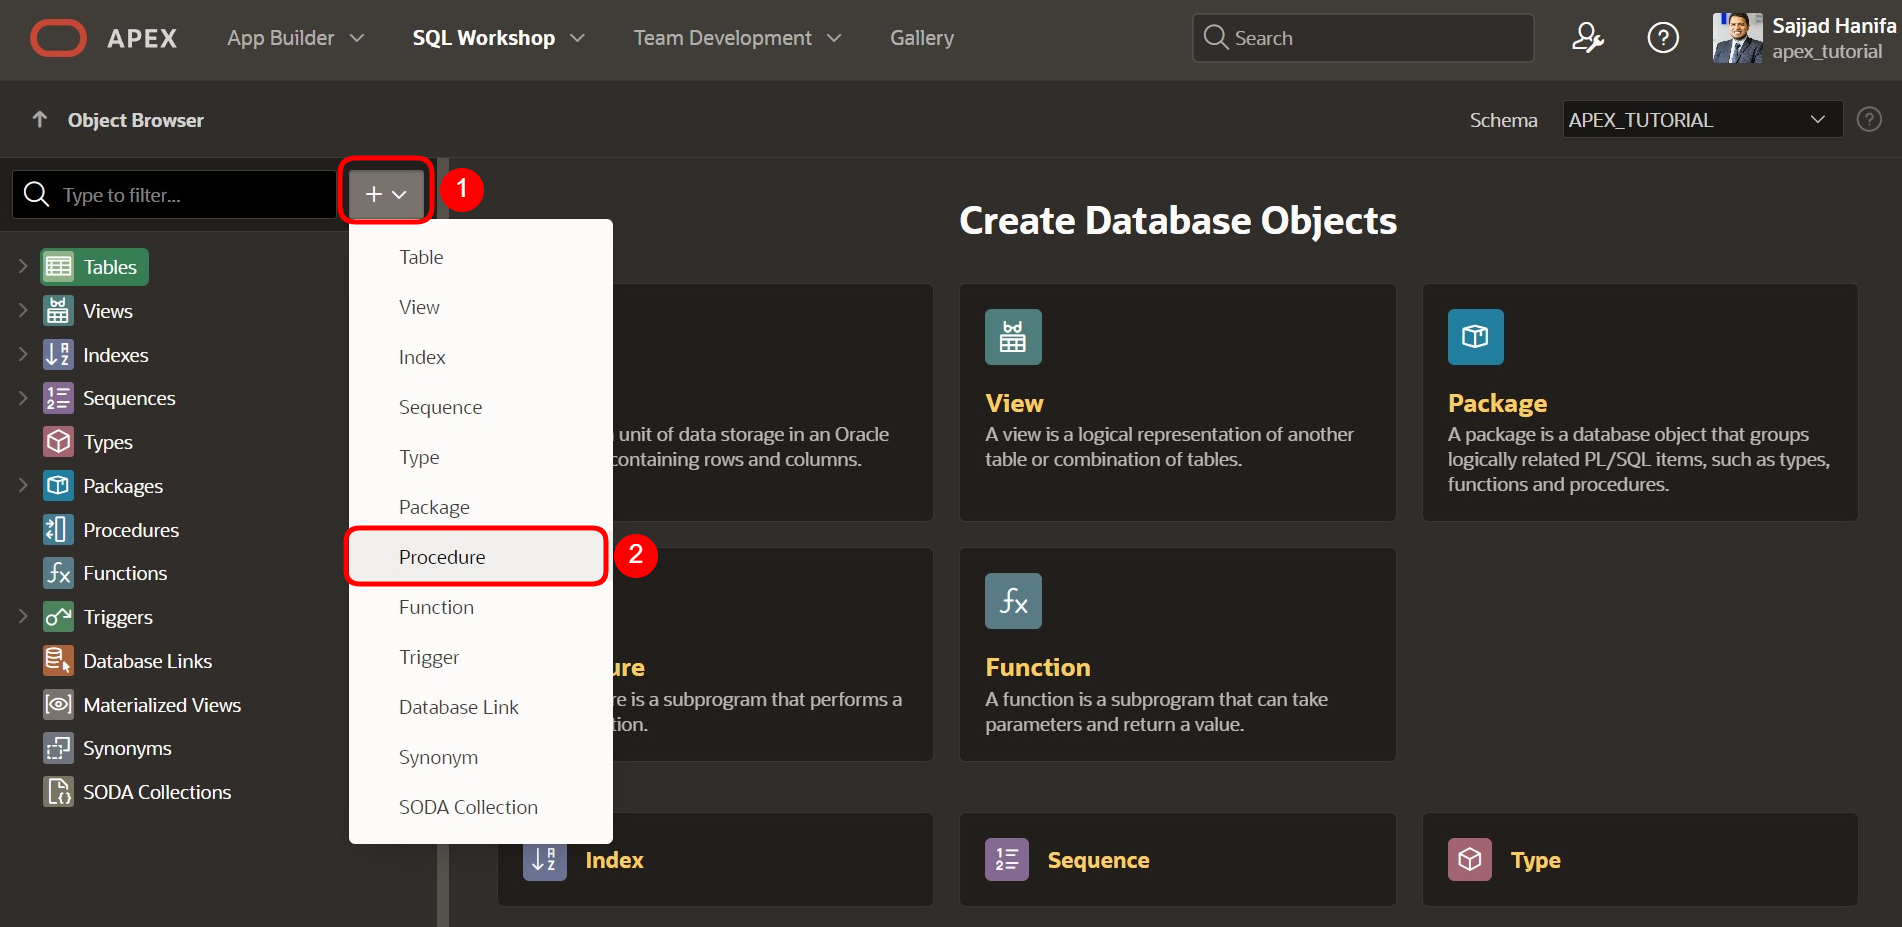 APEX
App Builder
SQL Workshop
Team Development
Gallery
Search
Sajjad Hanifa
apex_tutorial
Object Browser
Schema
APEX_TUTORIAL
Type to filter...
1
Tables
Views
Indexes
Sequences
Types
Packages
Procedures
Functions
Triggers
Database Links
Materialized Views
Synonyms
SODA Collections
Table
View
Index
Sequence
Type
Package
Procedure
2
Function
Trigger
Database Link
Synonym
SODA Collection
Create Database Objects
unit of data storage in an Oracle
containing rows and columns.
View
A view is a logical representation of another
table or combination of tables.
Package
A package is a database object that groups
logically related PL/SQL items, such as types,
functions and procedures.
ure
re is a subprogram that performs a
tion.
Function
A function is a subprogram that can take
parameters and return a value.
Index
Sequence
Type